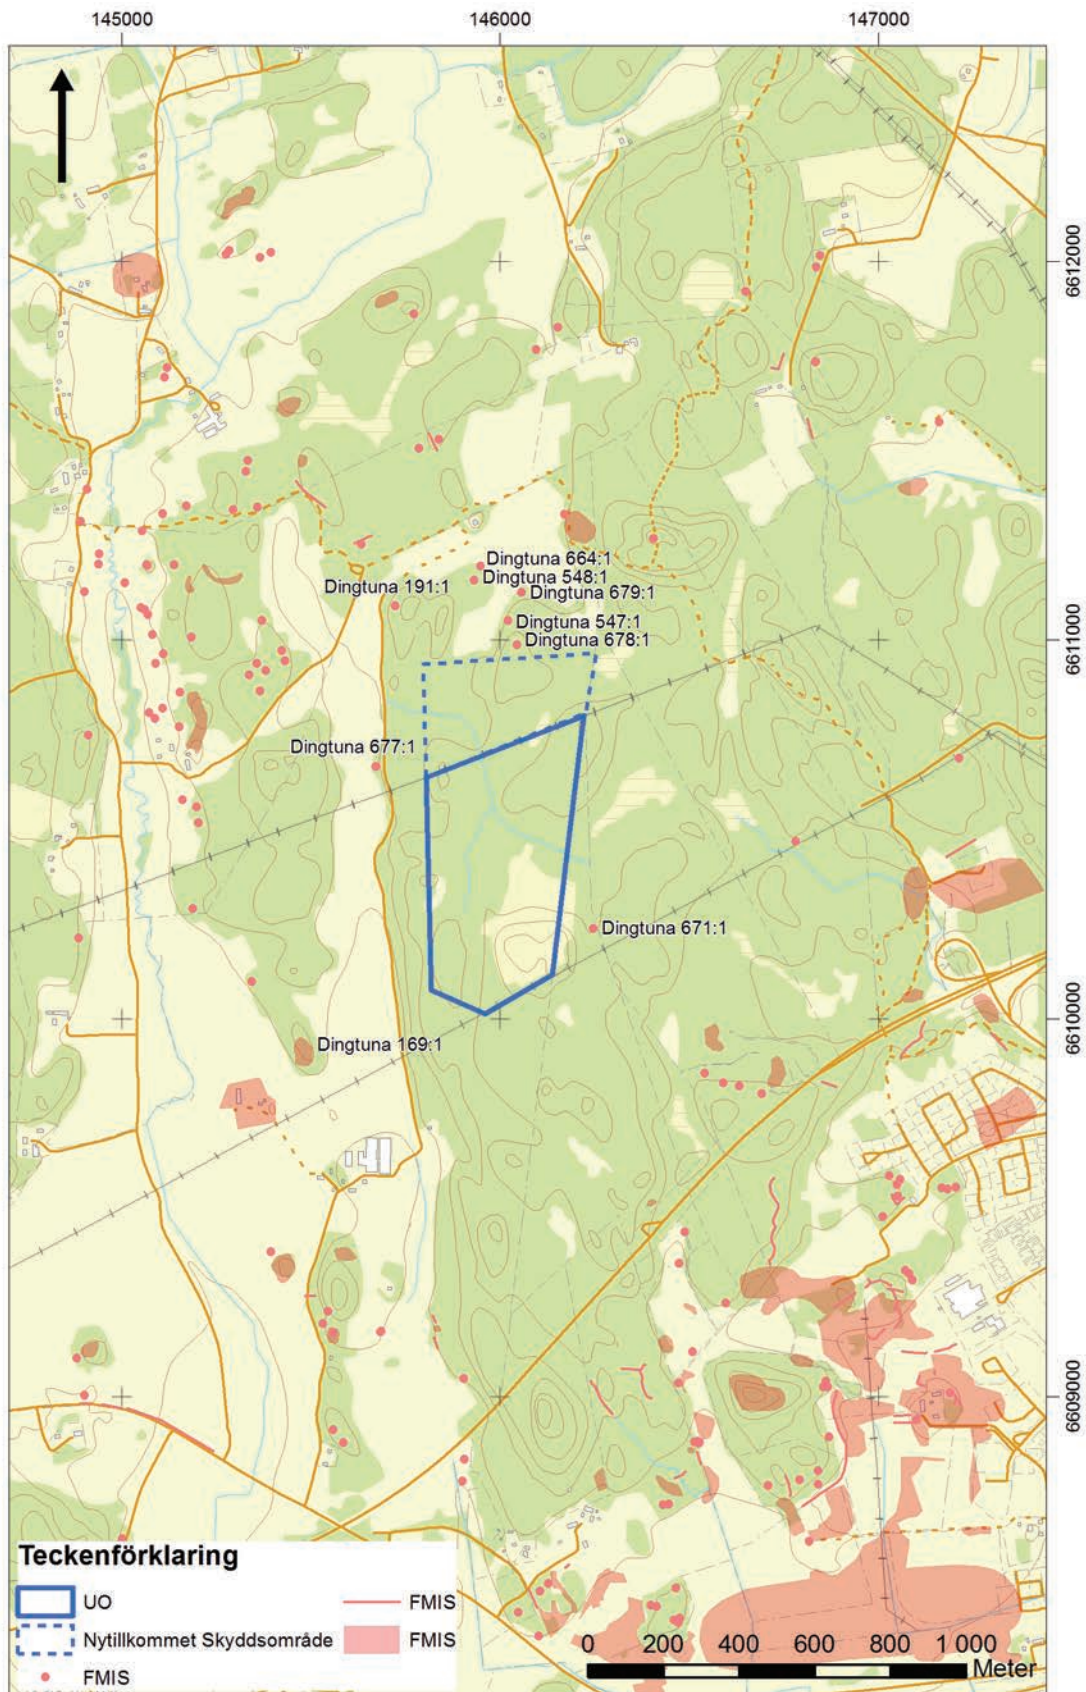 145000 146000 147000
6612000
Dingtuna 664:1
Dingtuna 548:1
Dingtuna 191:1
Dingtuna 679:1
Dingtuna 547:1
Dingtuna 678:1
6611000
Dingtuna 677:1
Dingtuna 671:1
6610000
Dingtuna 169:1
6609000
Teckenförklaring
UO
FMIS
Nytillkommet Skyddsområde
FMIS
FMIS
0 200 400 600 800 1 000
Meter